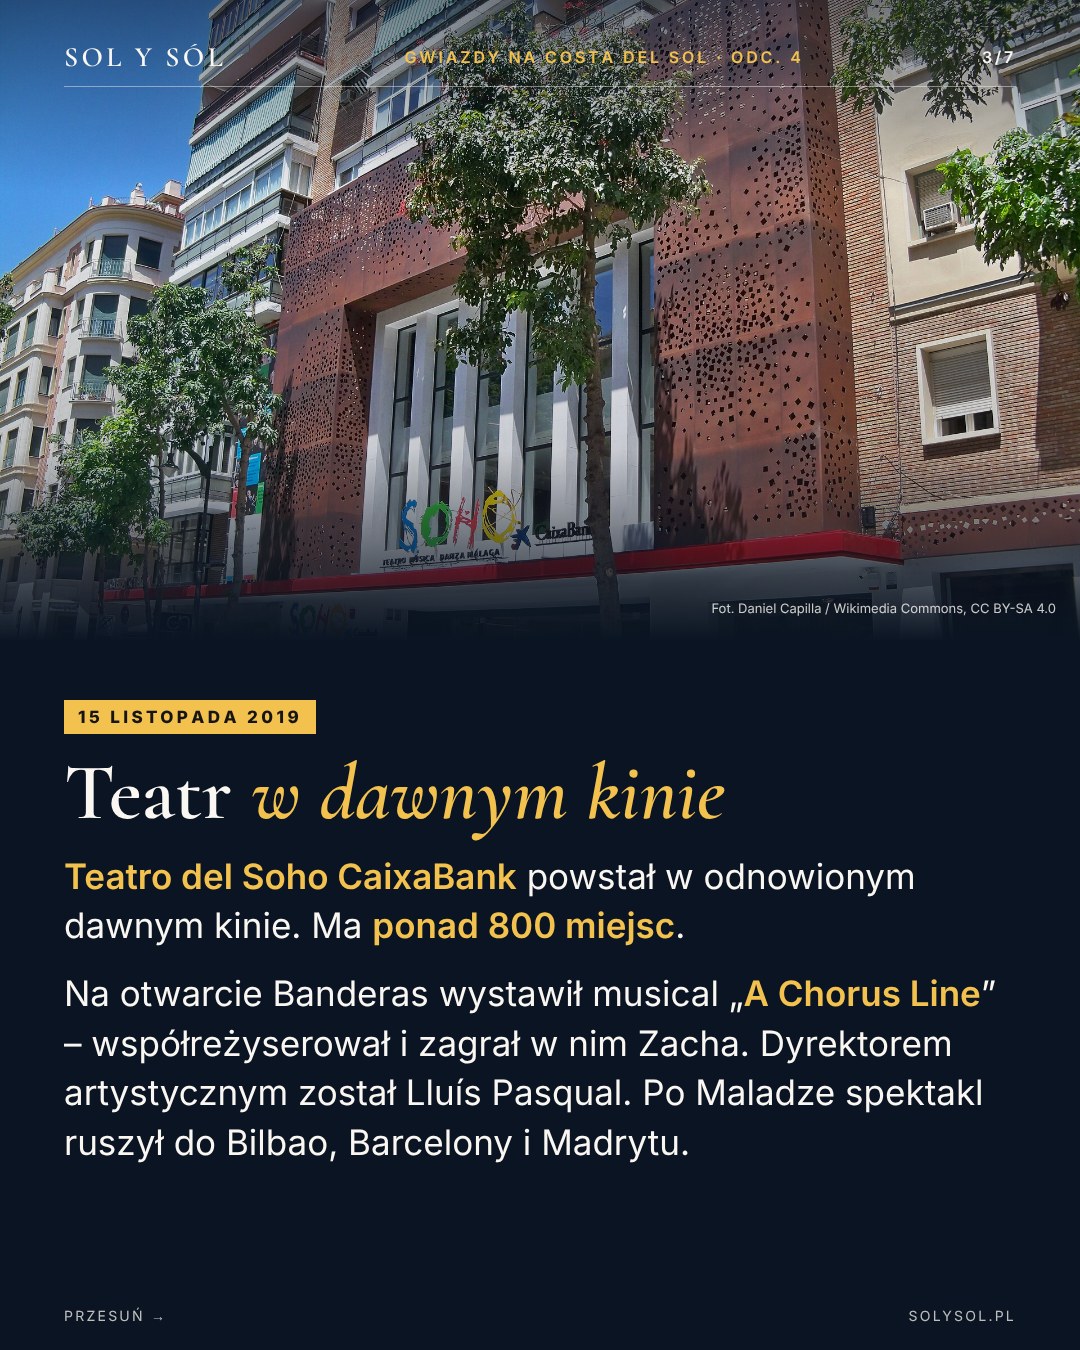 SOL Y SÓL
GWIAZDY NA COSTA DEL SOL · ODC. 4
3/7
SOHO
CaixaBan
TEATRO MÚSICA DANZA MÁLAGA
Fot. Daniel Capilla / Wikimedia Commons, CC BY-SA 4.0
15 LISTOPADA 2019
Teatr w dawnym kinie
Teatro del Soho CaixaBank powstał w odnowionym
dawnym kinie. Ma ponad 800 miejsc.
Na otwarcie Banderas wystawił musical „A Chorus Line”
– współreżyserował i zagrał w nim Zacha. Dyrektorem
artystycznym został Lluís Pasqual. Po Maladze spektakl
ruszył do Bilbao, Barcelony i Madrytu.
PRZESUŃ →
SOLYSOL.PL